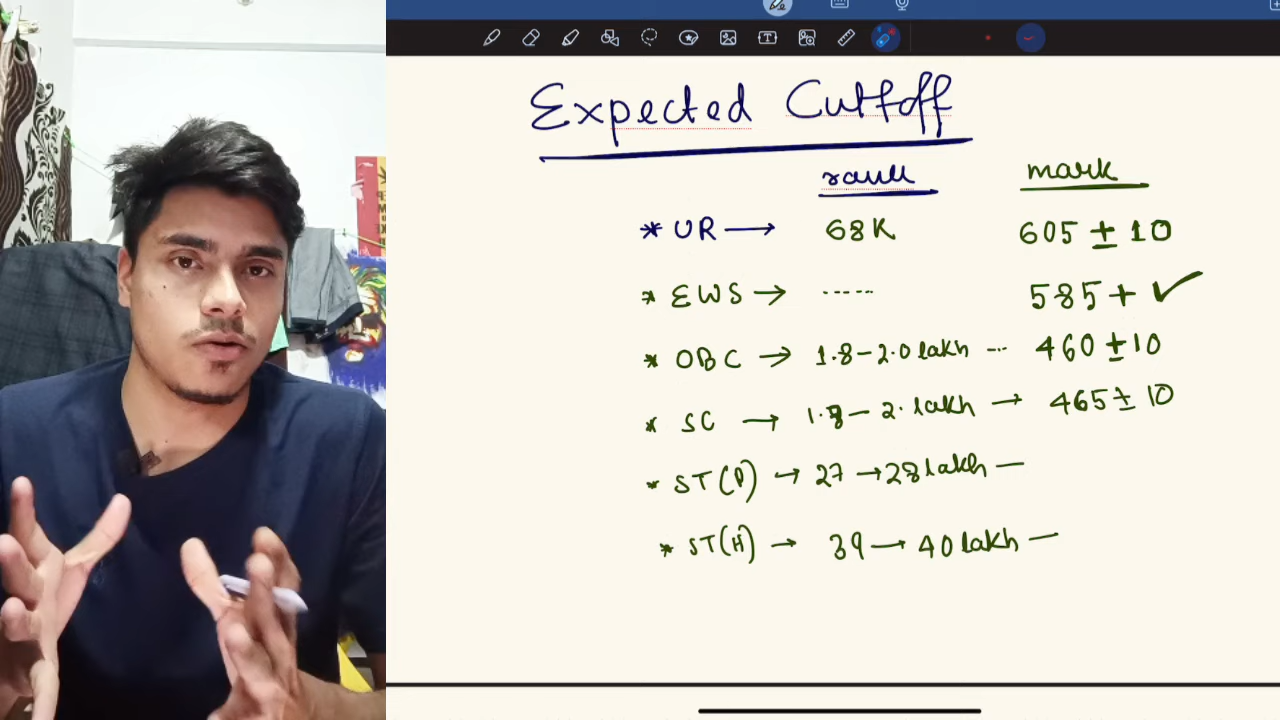 Expected Cuttoff
rank mark
* UR → 68K 605 ± 10
* EWS → ..... 585 + ✓
* OBC → 1.8 – 2.0 lakh ... 460 ± 10
* SC → 1.8 – 2. lakh → 465 ± 10
* ST(P) → 27 → 28 lakh —
* ST(H) → 39 → 40 lakh —